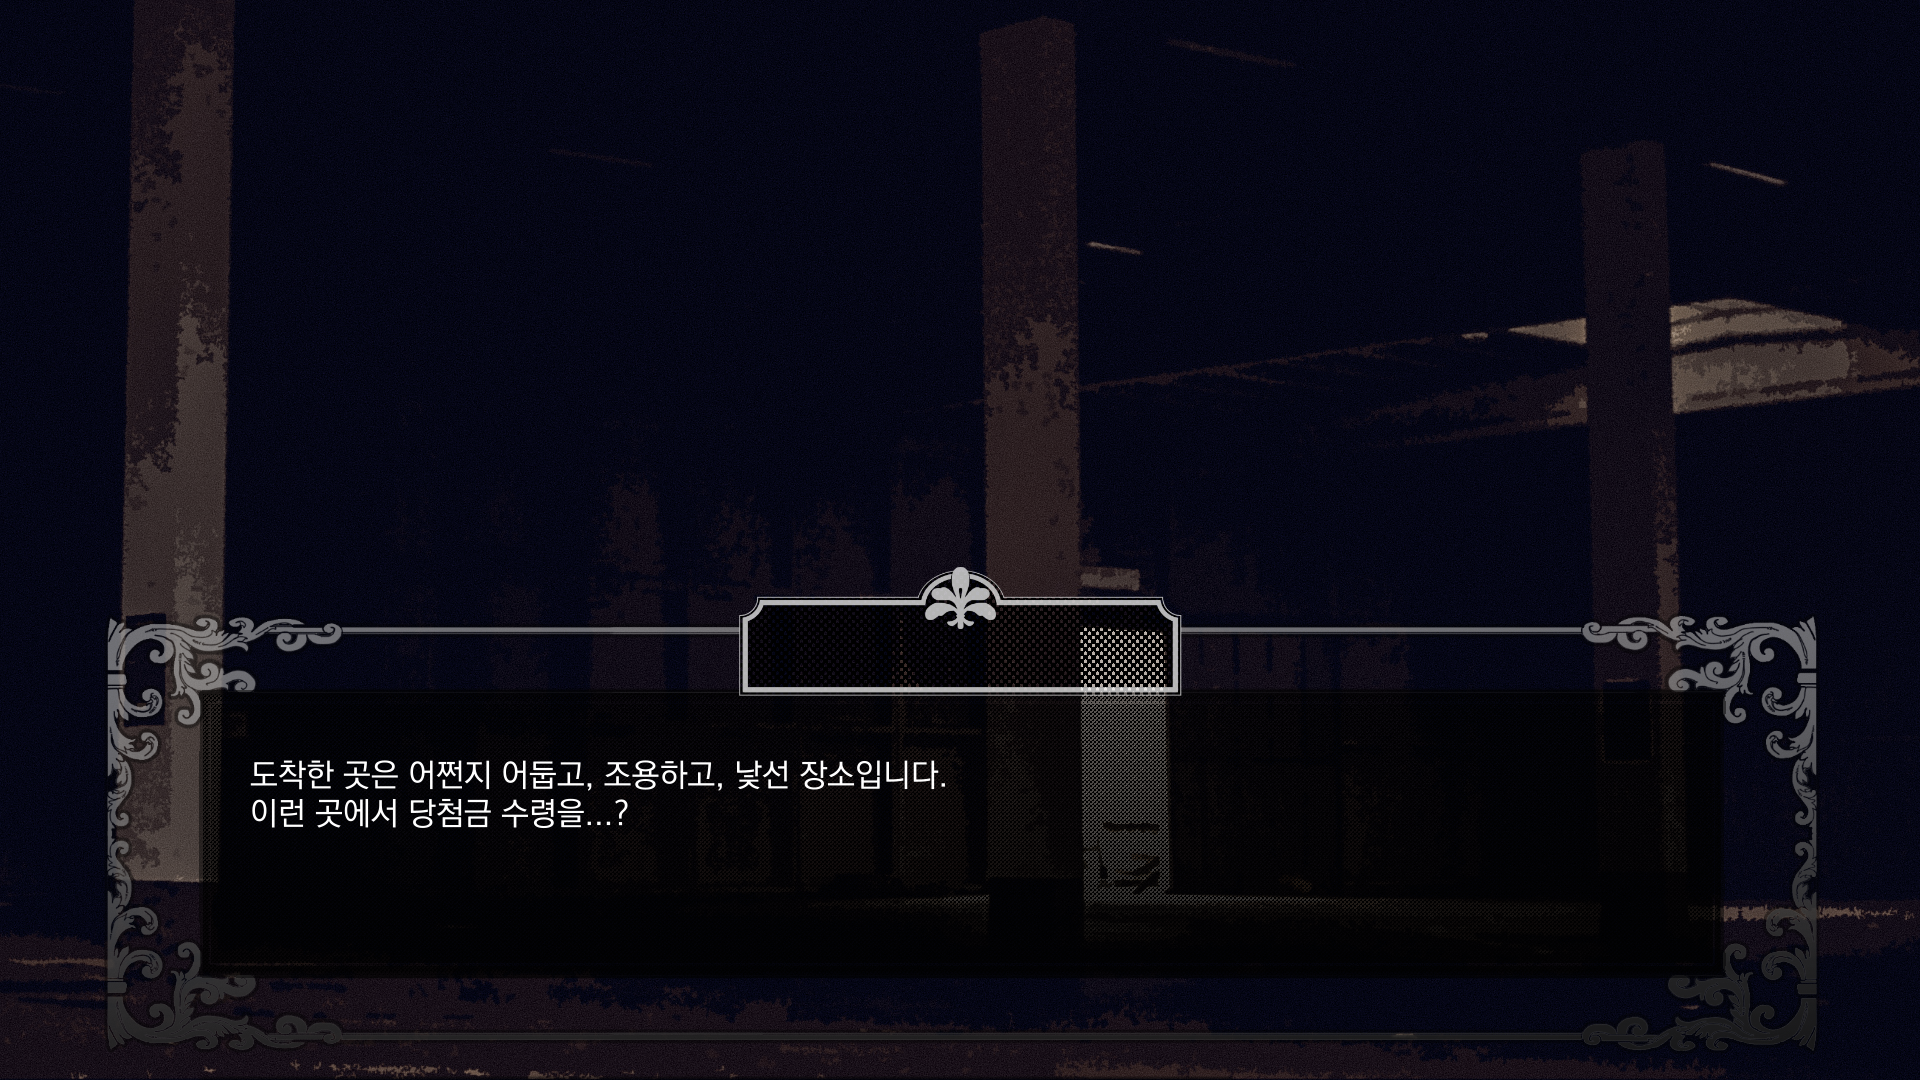 도착한 곳은 어쩐지 어둡고, 조용하고, 낯선 장소입니다.
이런 곳에서 당첨금 수령을...?